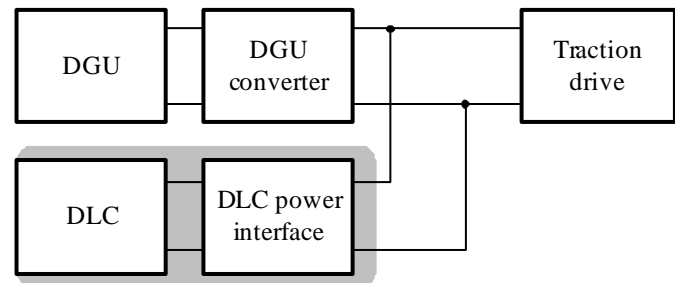 DGU
DGU
converter
Traction
drive
DLC
DLC power
interface